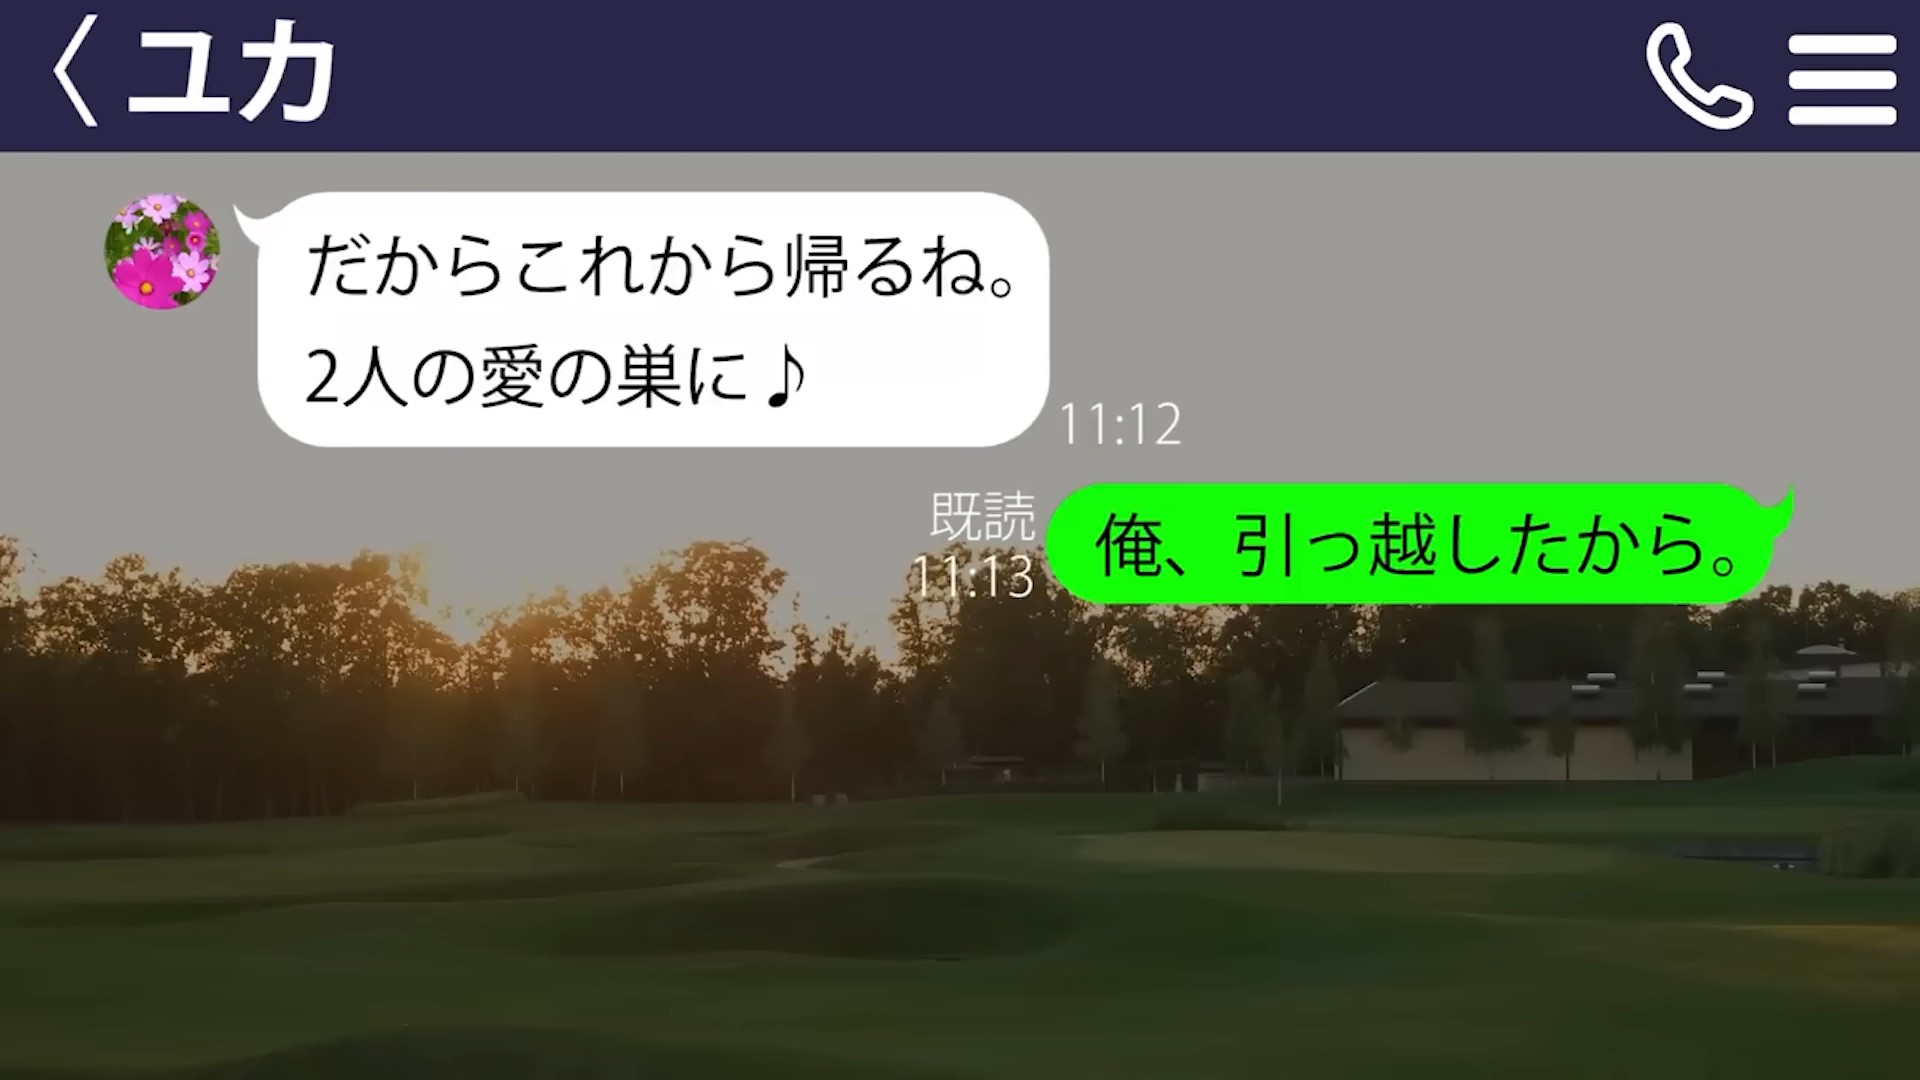 ユカ
だからこれから帰るね。
2人の愛の巣に♪
11:12
既読
11:13
俺、引っ越したから。